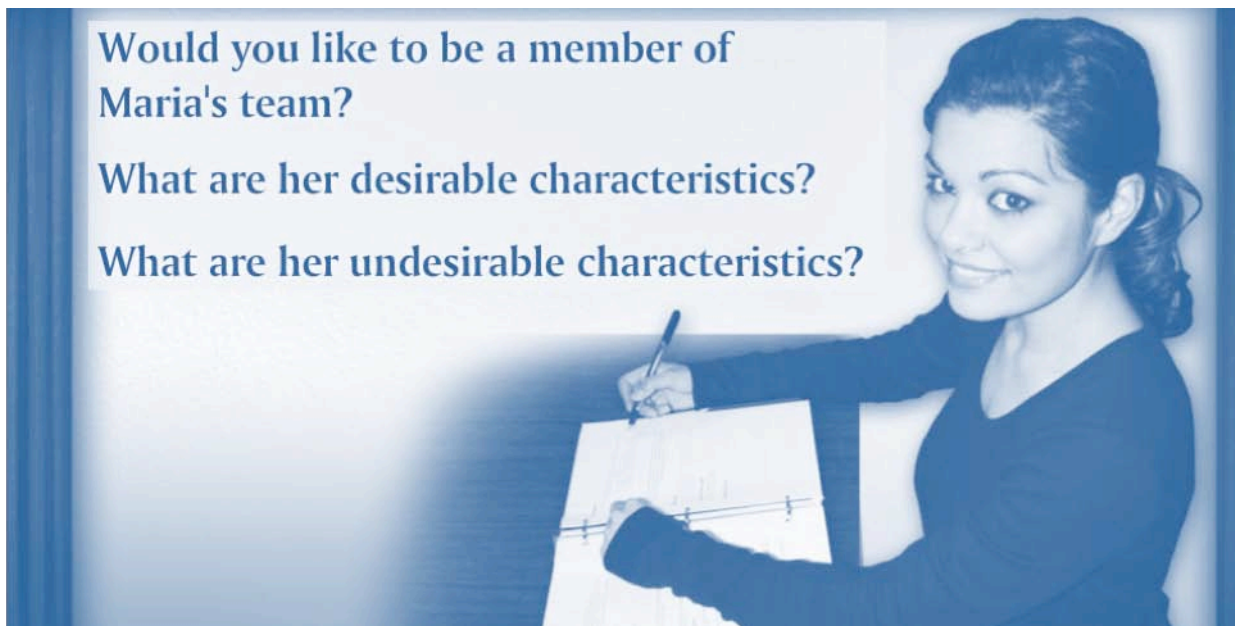 Would you like to be a member of
Maria's team?
What are her desirable characteristics?
What are her undesirable characteristics?